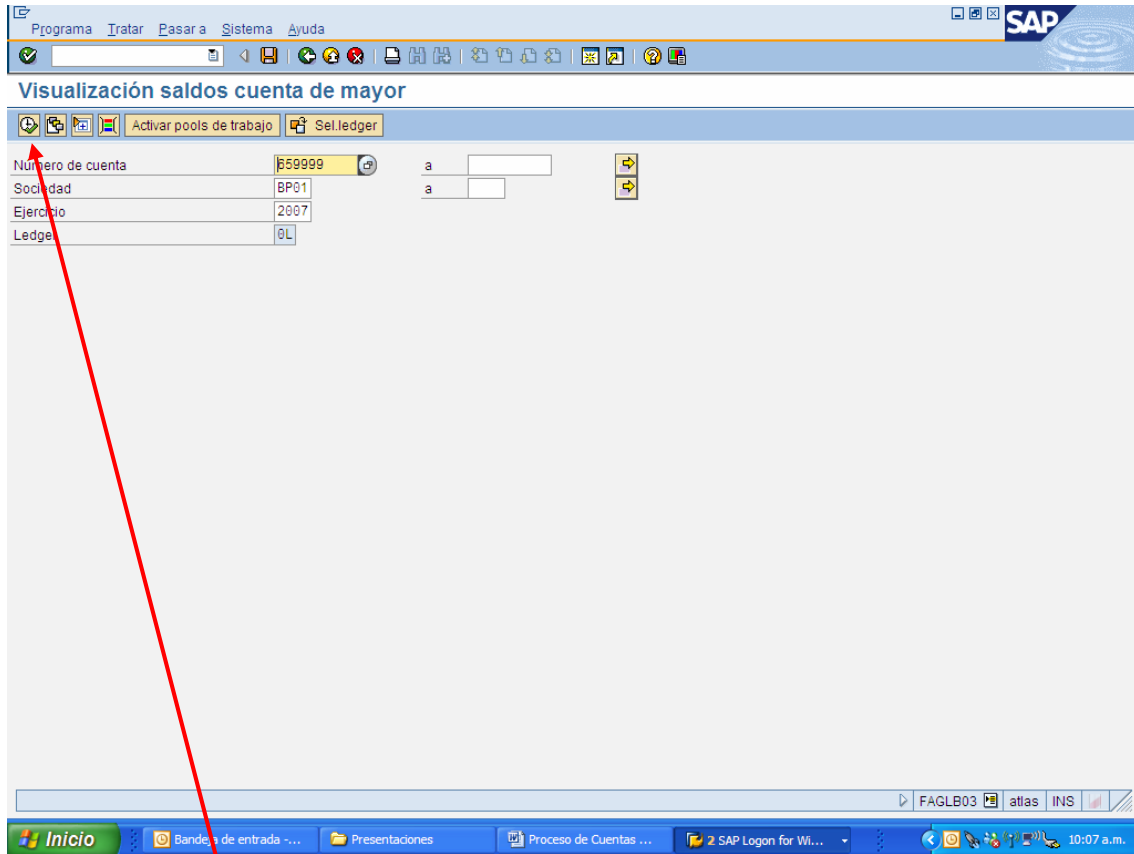 Programa Tratar Pasar a Sistema Ayuda
SAP
Visualización saldos cuenta de mayor
Activar pools de trabajo Sel.ledger
Número de cuenta 659999 a
Sociedad BP01 a
Ejercicio 2007
Ledger 0L
FAGLB03 atlas INS
Inicio Bandeja de entrada -... Presentaciones Proceso de Cuentas ... 2 SAP Logon for Wi... 10:07 a.m.